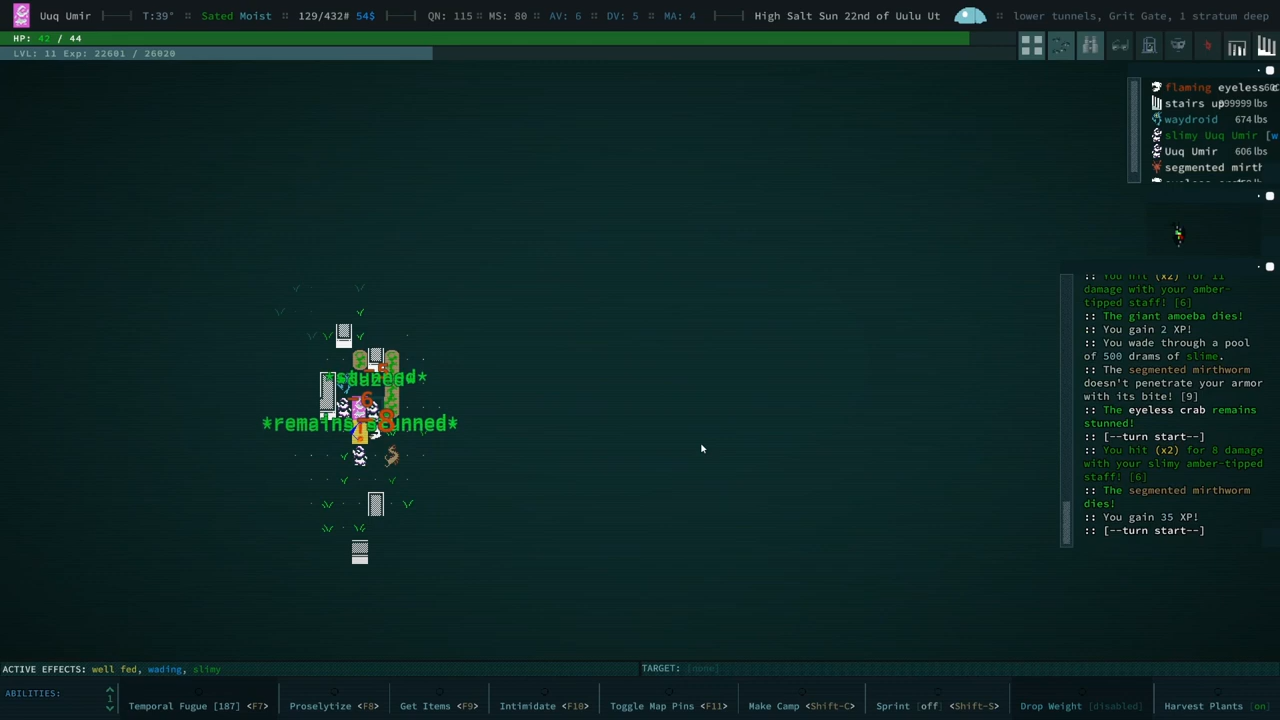 Uuq Umir T:39° :: Sated Moist :: 129/432# 54$ QN: 115 :: MS: 80 :: AV: 6 :: DV: 5 :: MA: 4 High Salt Sun 22nd of Uulu Ut lower tunnels, Grit Gate, 1 stratum deep
HP: 42 / 44
LVL: 11 Exp: 22601 / 26020
flaming eyeless
stairs up 999999 lbs
waydroid 674 lbs
slimy Uuq Umir
Uuq Umir 606 lbs
segmented mirth
:: You hit (x2) for 11
damage with your amber-
tipped staff! [6]
:: The giant amoeba dies!
:: You gain 2 XP!
:: You wade through a pool
of 500 drams of slime.
:: The segmented mirthworm
doesn't penetrate your armor
with its bite! [9]
:: The eyeless crab remains
stunned!
:: [--turn start--]
:: You hit (x2) for 8 damage
with your slimy amber-tipped
staff! [6]
:: The segmented mirthworm
dies!
:: You gain 35 XP!
:: [--turn start--]
-6
*remains stunned*
-8
ACTIVE EFFECTS: well fed, wading, slimy
TARGET: [none]
ABILITIES: 1 Temporal Fugue [187] <F7> Proselytize <F8> Get Items <F9> Intimidate <F10> Toggle Map Pins <F11> Make Camp <Shift-C> Sprint [off] <Shift-S> Drop Weight [disabled] Harvest Plants [on]